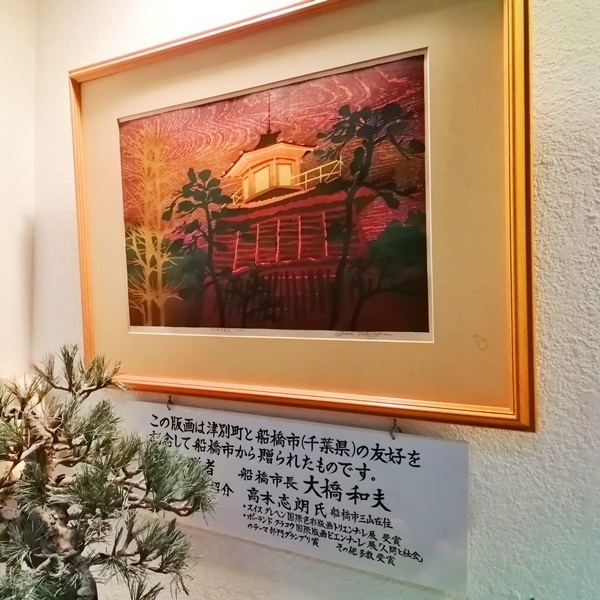 この版画は津別町と船橋市(千葉県)の友好を
念して船橋市から贈られたものです。
者 船橋市長 大橋和夫
紹介 高木志朗氏 船橋市三山在住
・スイス グレヘン国際色彩版画トリエンナーレ展 受賞
・ポーランド クラコウ国際版画ビエンナーレ展「人間と社会」
のテーマ部門グランプリ賞 その他多数受賞